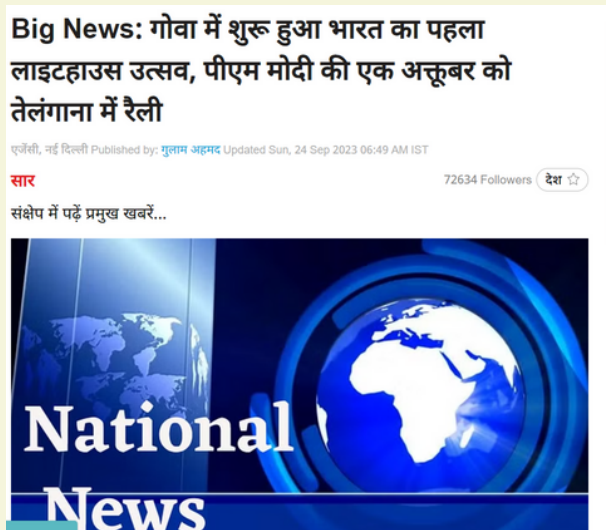 Big News: गोवा में शुरू हुआ भारत का पहला
लाइटहाउस उत्सव, पीएम मोदी की एक अक्तूबर को
तेलंगाना में रैली
एजेंसी, नई दिल्ली Published by: गुलाम अहमद Updated Sun, 24 Sep 2023 06:49 AM IST
सार
72634 Followers देश
संक्षेप में पढ़ें प्रमुख खबरें...
National
News